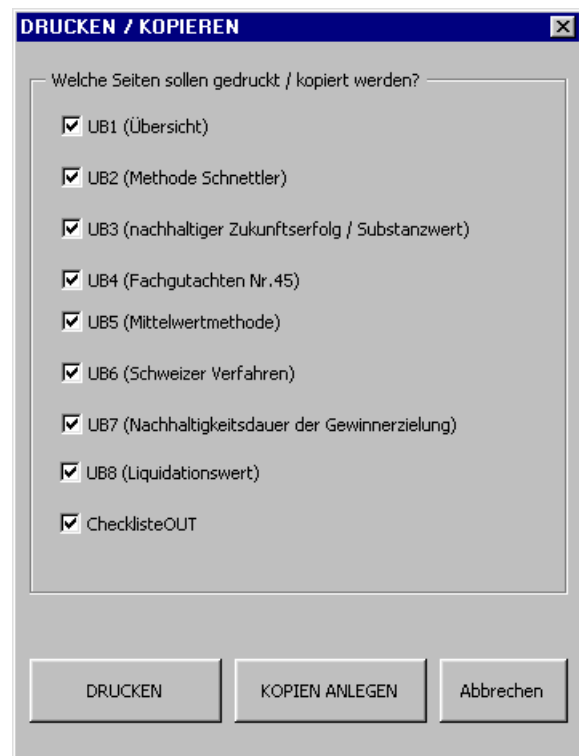 DRUCKEN / KOPIEREN
Welche Seiten sollen gedruckt / kopiert werden?
UB1 (Übersicht)
UB2 (Methode Schnettler)
UB3 (nachhaltiger Zukunftserfolg / Substanzwert)
UB4 (Fachgutachten Nr.45)
UB5 (Mittelwertmethode)
UB6 (Schweizer Verfahren)
UB7 (Nachhaltigkeitsdauer der Gewinnerzielung)
UB8 (Liquidationswert)
ChecklisteOUT
DRUCKEN KOPIEN ANLEGEN Abbrechen